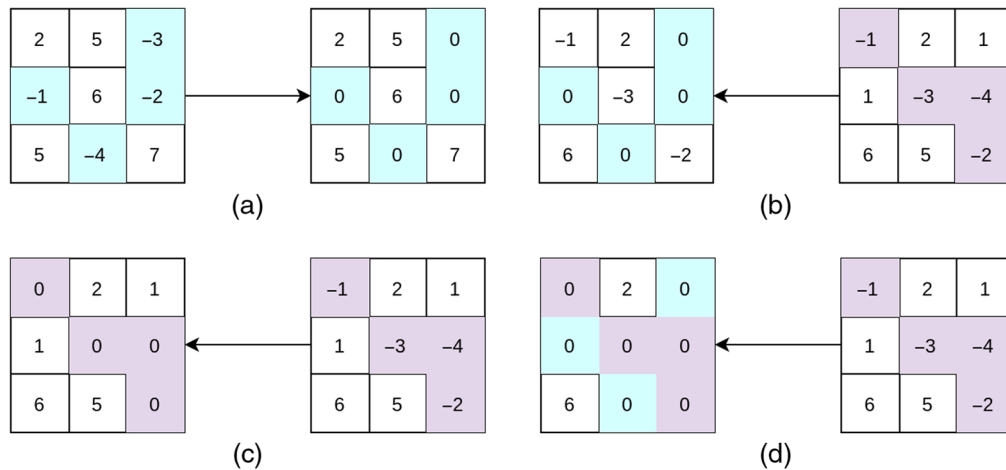 2 5 −3 2 5 0 −1 2 0 −1 2 1
−1 6 −2 0 6 0 0 −3 0 1 −3 −4
5 −4 7 5 0 7 6 0 −2 6 5 −2
(a) (b)
0 2 1 −1 2 1 0 2 0 −1 2 1
1 0 0 1 −3 −4 0 0 0 1 −3 −4
6 5 0 6 5 −2 6 0 0 6 5 −2
(c) (d)